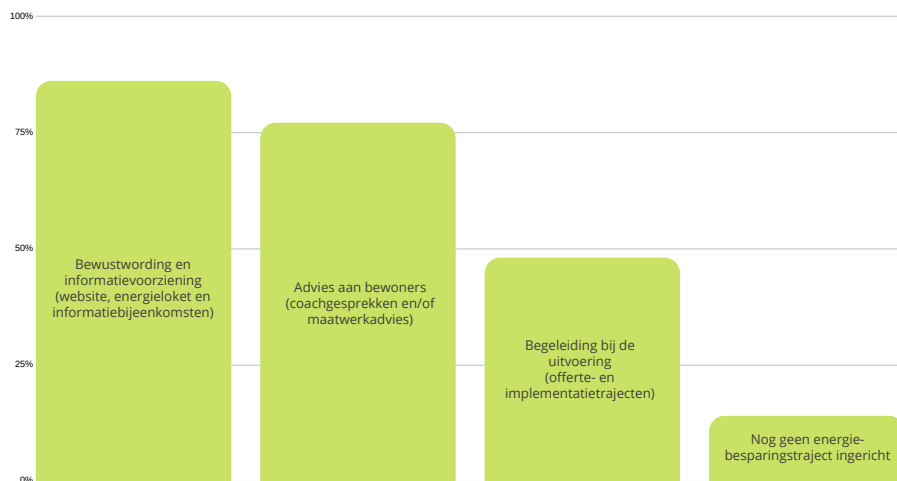 100%
75%
50%
25%
0%
Bewustwording en
informatievoorziening
(website, energieloket en
informatiebijeenkomsten)
Advies aan bewoners
(coachgesprekken en/of
maatwerkadvies)
Begeleiding bij de
uitvoering
(offerte- en
implementatietrajecten)
Nog geen energie-
besparingstraject ingericht